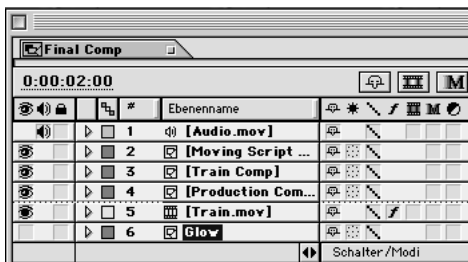 Final Comp
0:00:02:00 M
# Ebenenname f M
1 [Audio.mov]
2 [Moving Script ...
3 [Train Comp]
4 [Production Com...
5 [Train.mov] f
6 Glow
Schalter/Modi